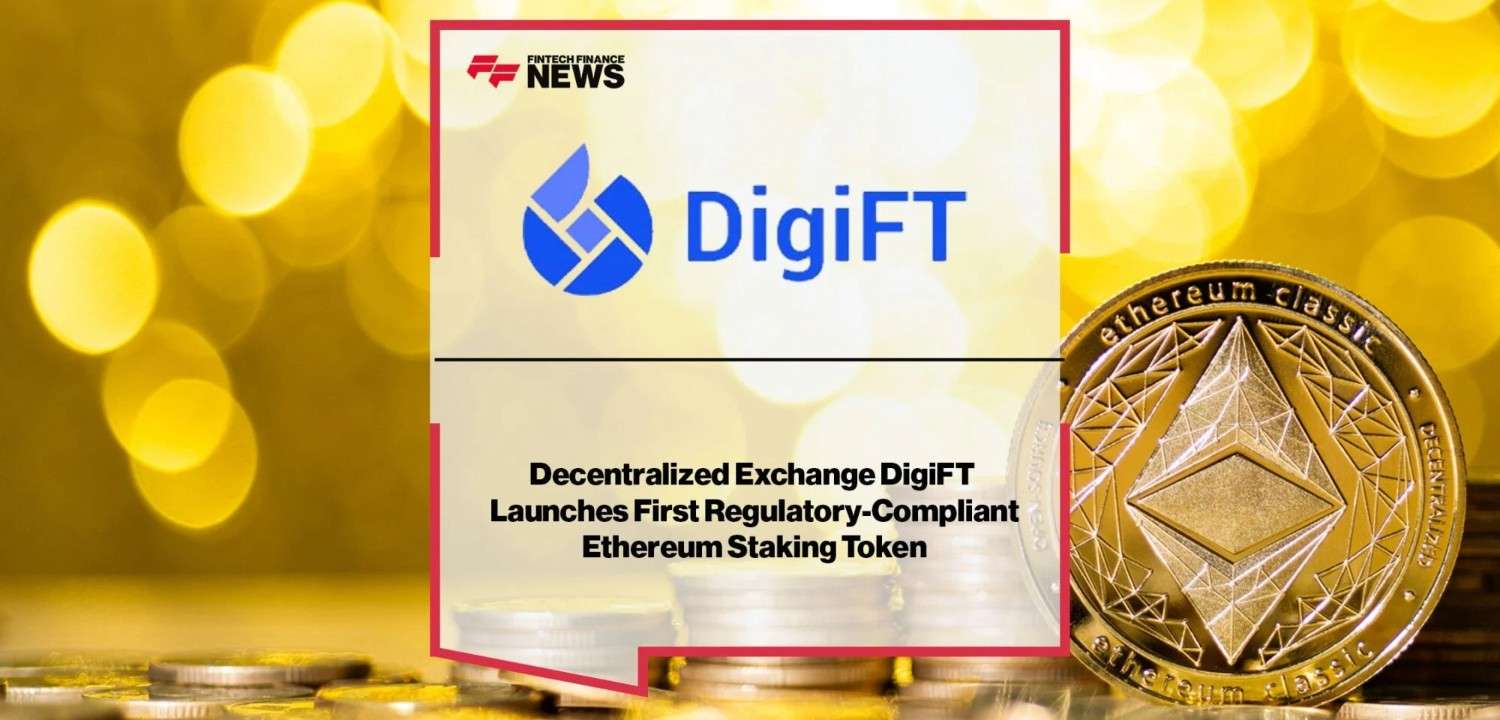 FINTECH FINANCE
NEWS
DigiFT
Decentralized Exchange DigiFT
Launches First Regulatory-Compliant
Ethereum Staking Token
ethereum classic
DECENTRALIZED
ethereum classic